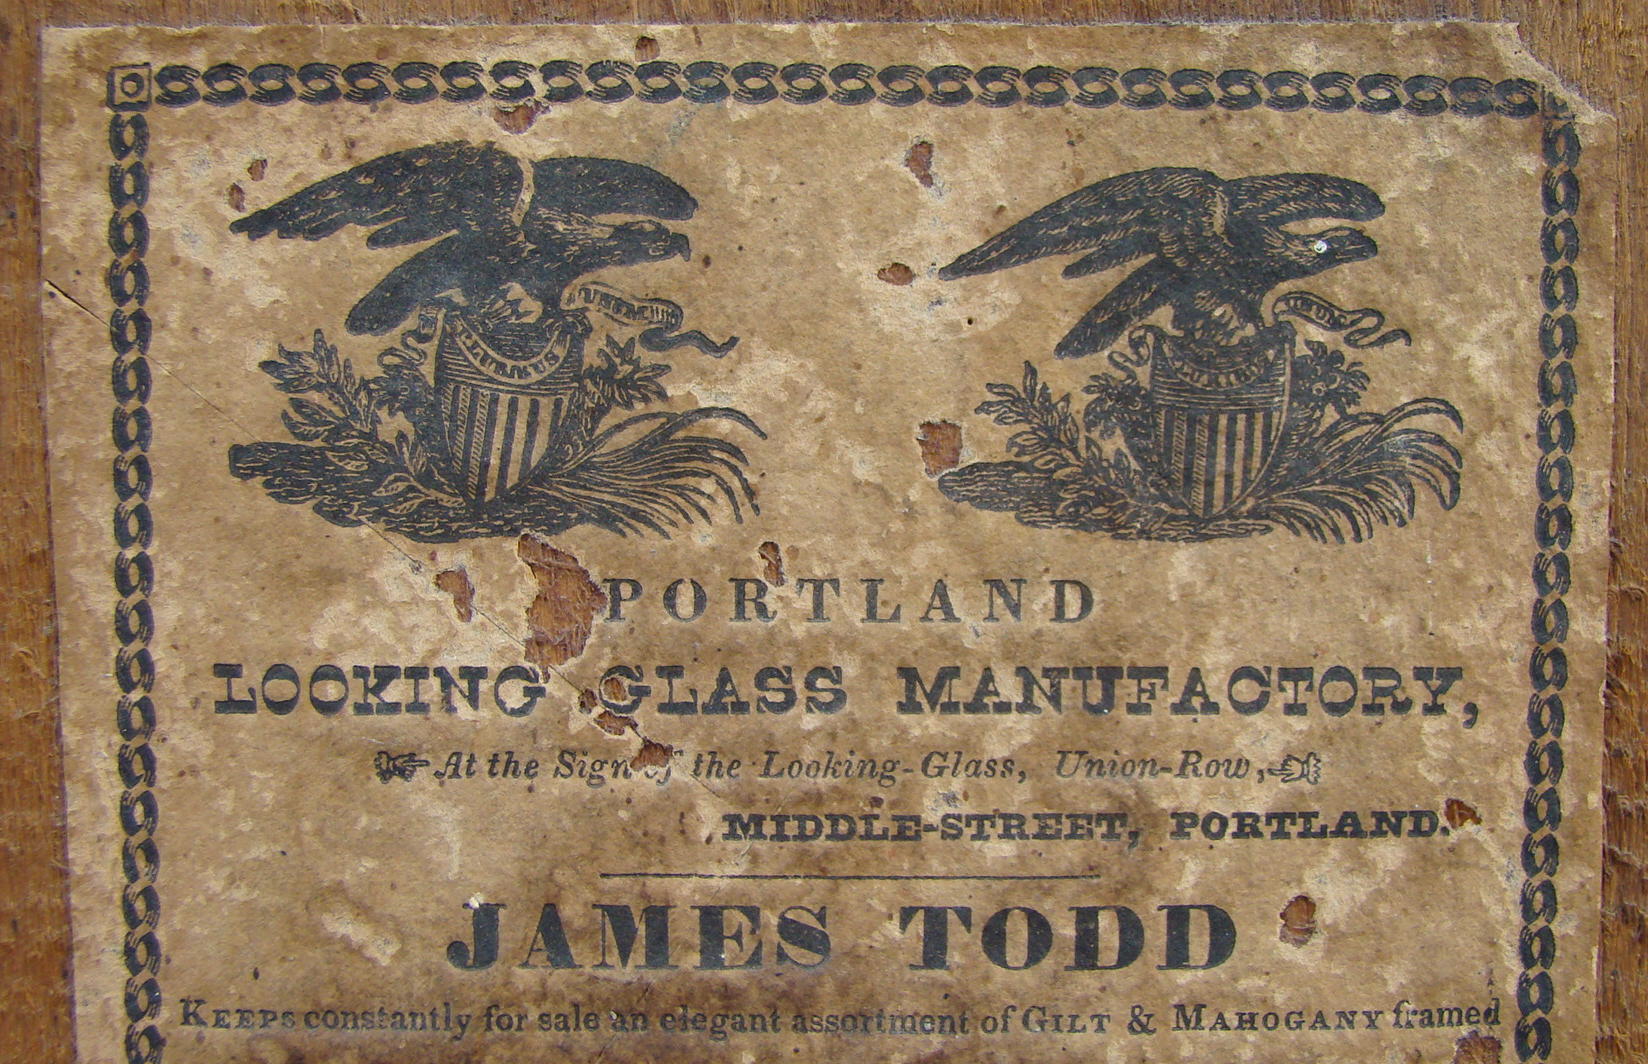 PORTLAND
LOOKING GLASS MANUFACTORY,
At the Sign of the Looking-Glass, Union-Row,
MIDDLE-STREET, PORTLAND.
JAMES TODD
KEEPS constantly for sale an elegant assortment of GILT & MAHOGANY framed